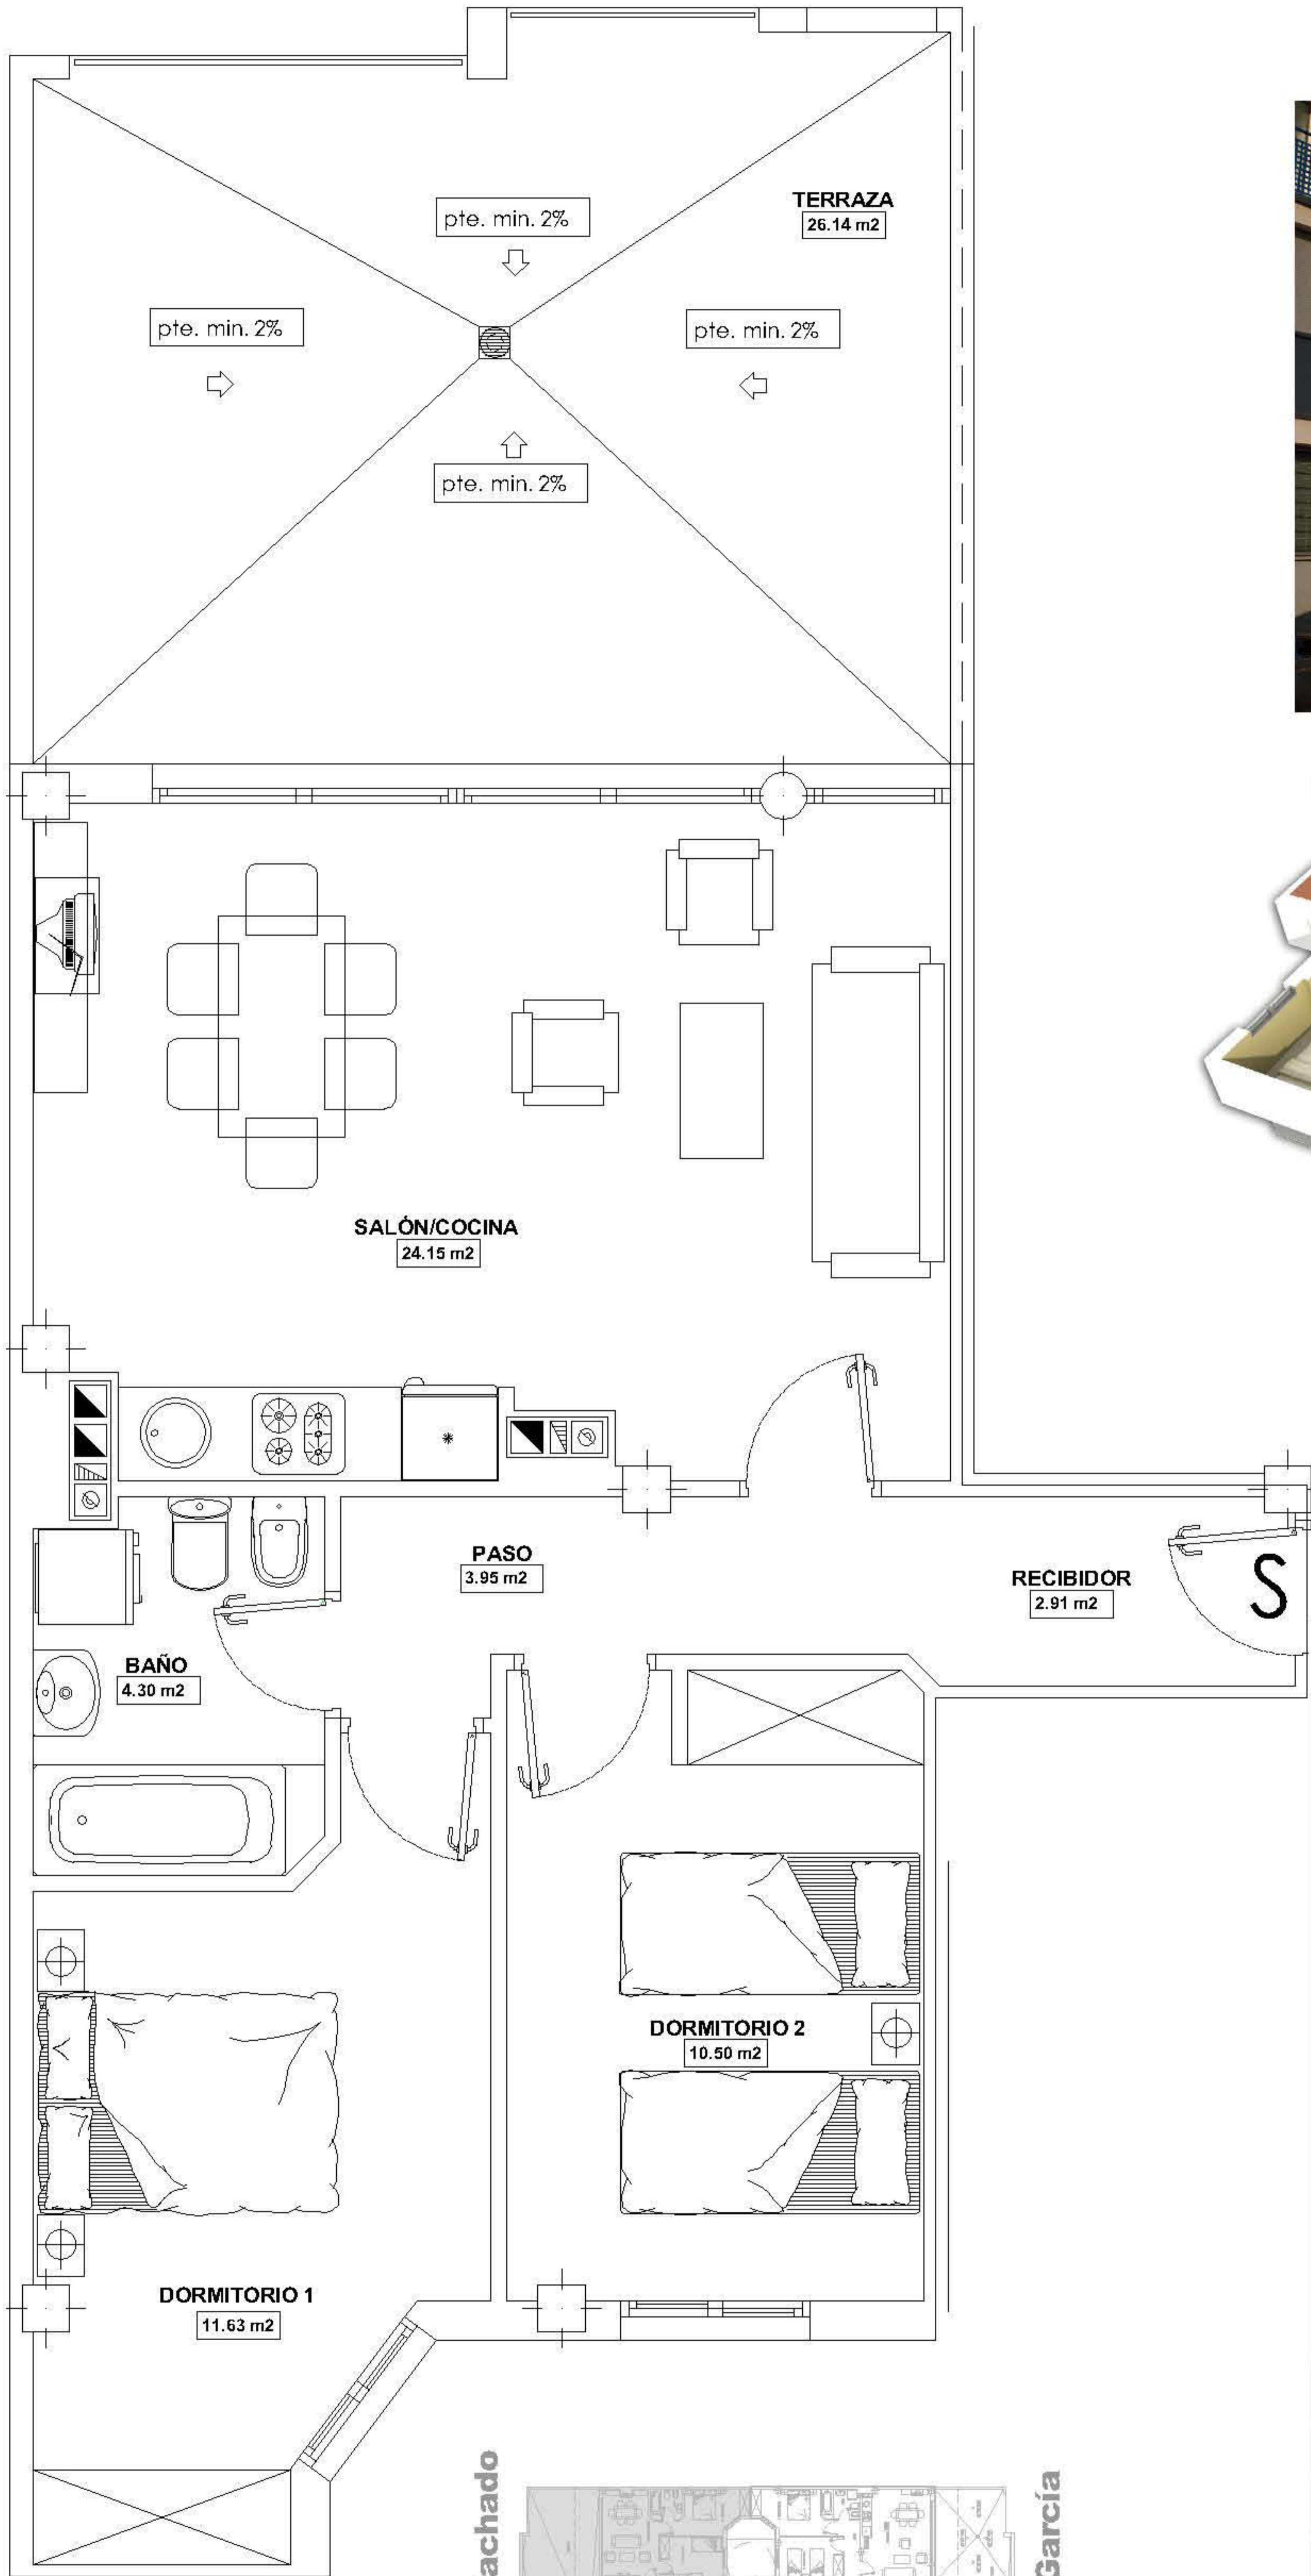 TERRAZA
26.14 m2
pte. min. 2%
pte. min. 2%
pte. min. 2%
pte. min. 2%
SALÓN/COCINA
24.15 m2
PASO
3.95 m2
RECIBIDOR
2.91 m2
S
BAÑO
4.30 m2
DORMITORIO 2
10.50 m2
DORMITORIO 1
11.63 m2
achado
García